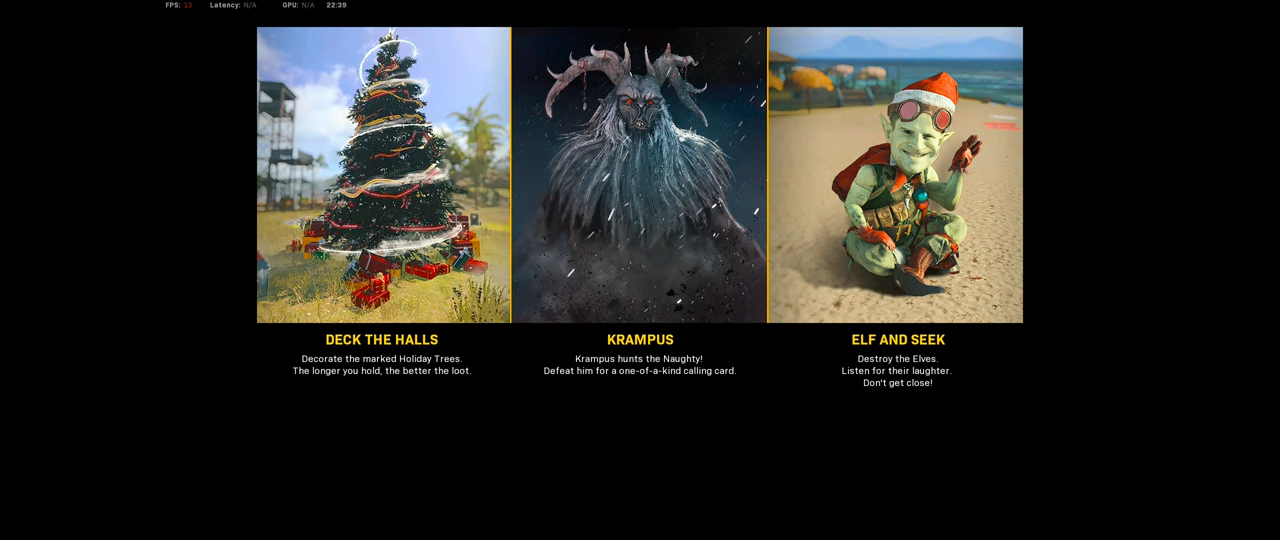 FPS: 13 Latency: N/A GPU: N/A 22:39
DECK THE HALLS
Decorate the marked Holiday Trees.
The longer you hold, the better the loot.
KRAMPUS
Krampus hunts the Naughty!
Defeat him for a one-of-a-kind calling card.
ELF AND SEEK
Destroy the Elves.
Listen for their laughter.
Don't get close!